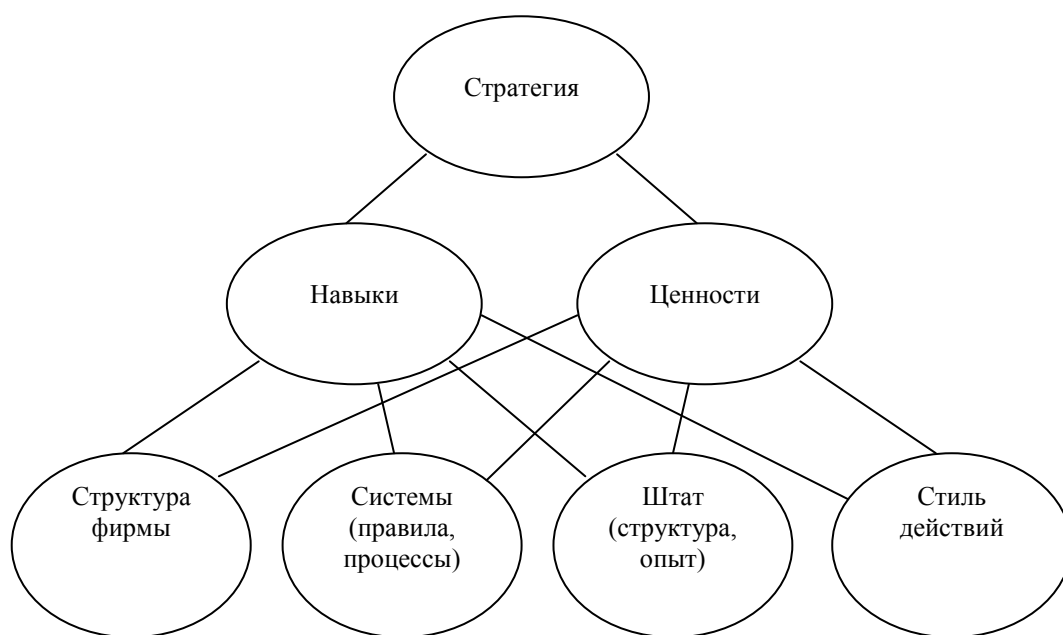 Стратегия
Навыки
Ценности
Структура
фирмы
Системы
(правила,
процессы)
Штат
(структура,
опыт)
Стиль
действий